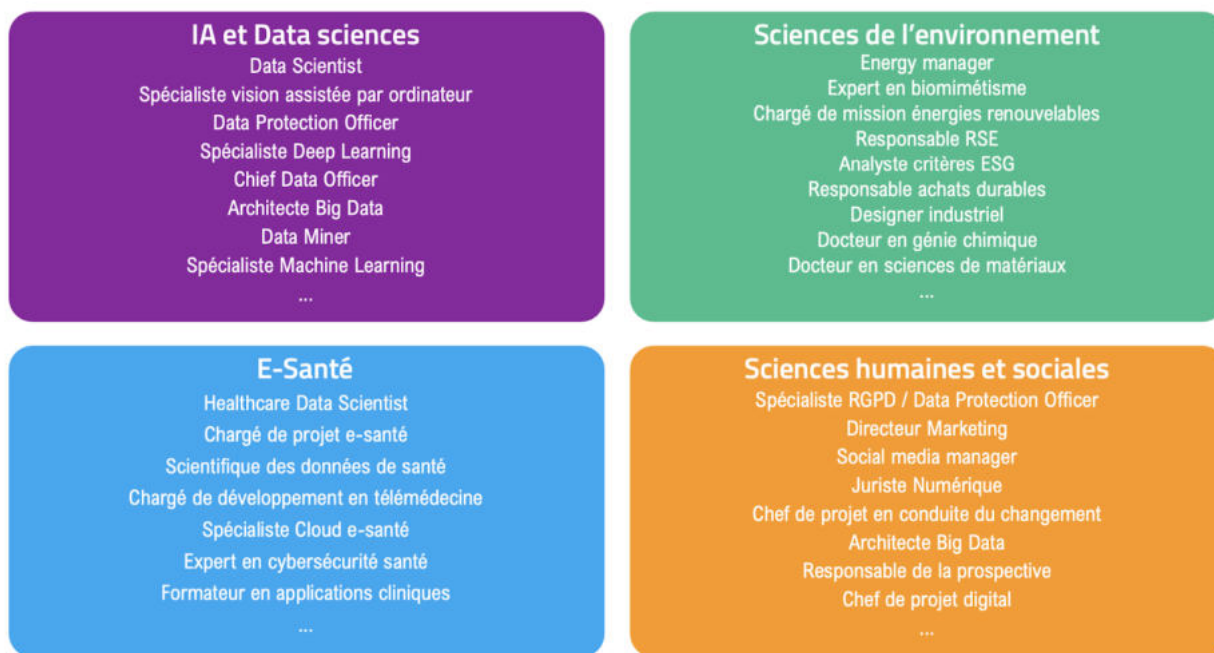 IA et Data sciences
Data Scientist
Spécialiste vision assistée par ordinateur
Data Protection Officer
Spécialiste Deep Learning
Chief Data Officer
Architecte Big Data
Data Miner
Spécialiste Machine Learning
...
Sciences de l'environnement
Energy manager
Expert en biomimétisme
Chargé de mission énergies renouvelables
Responsable RSE
Analyste critères ESG
Responsable achats durables
Designer industriel
Docteur en génie chimique
Docteur en sciences de matériaux
...
E-Santé
Healthcare Data Scientist
Chargé de projet e-santé
Scientifique des données de santé
Chargé de développement en télémédecine
Spécialiste Cloud e-santé
Expert en cybersécurité santé
Formateur en applications cliniques
...
Sciences humaines et sociales
Spécialiste RGPD / Data Protection Officer
Directeur Marketing
Social media manager
Juriste Numérique
Chef de projet en conduite du changement
Architecte Big Data
Responsable de la prospective
Chef de projet digital
...